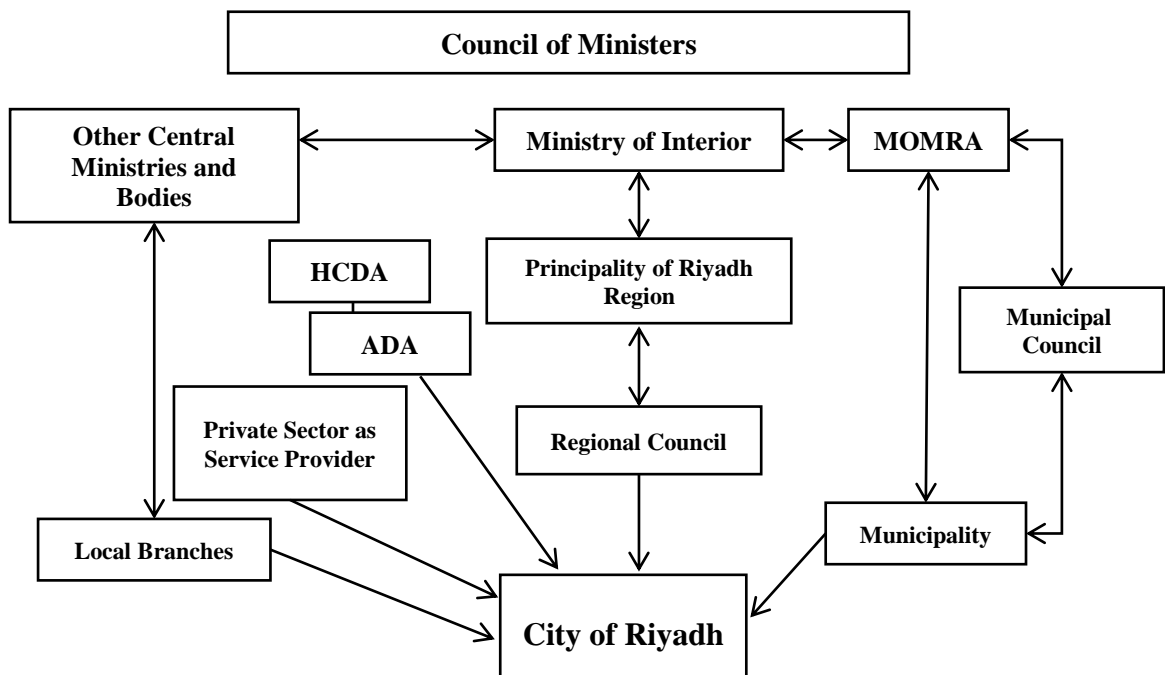 Council of Ministers
Other Central
Ministries and
Bodies
Ministry of Interior
MOMRA
HCDA
Principality of Riyadh
Region
ADA
Municipal
Council
Private Sector as
Service Provider
Regional Council
Local Branches
Municipality
City of Riyadh